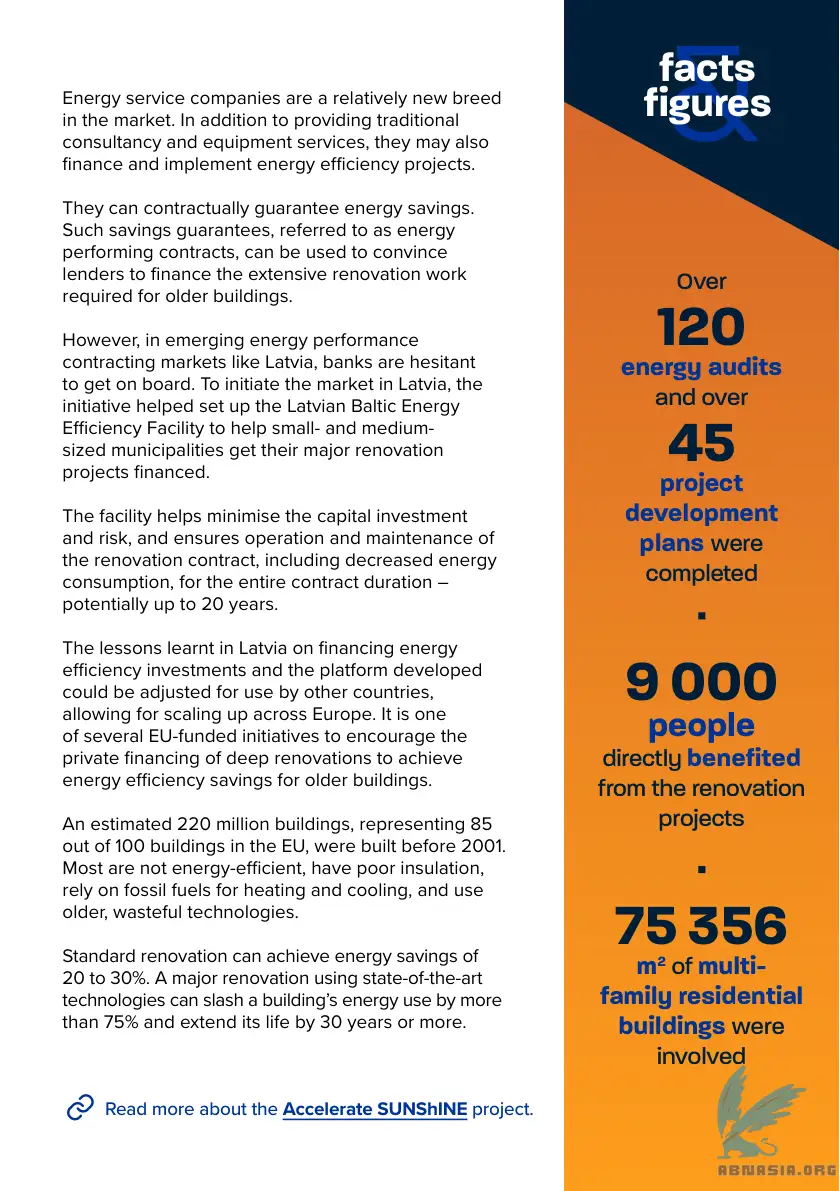 Energy service companies are a relatively new breed
in the market. In addition to providing traditional
consultancy and equipment services, they may also
finance and implement energy efficiency projects.
They can contractually guarantee energy savings.
Such savings guarantees, referred to as energy
performing contracts, can be used to convince
lenders to finance the extensive renovation work
required for older buildings.
However, in emerging energy performance
contracting markets like Latvia, banks are hesitant
to get on board. To initiate the market in Latvia, the
initiative helped set up the Latvian Baltic Energy
Efficiency Facility to help small- and medium-
sized municipalities get their major renovation
projects financed.
The facility helps minimise the capital investment
and risk, and ensures operation and maintenance of
the renovation contract, including decreased energy
consumption, for the entire contract duration –
potentially up to 20 years.
The lessons learnt in Latvia on financing energy
efficiency investments and the platform developed
could be adjusted for use by other countries,
allowing for scaling up across Europe. It is one
of several EU-funded initiatives to encourage the
private financing of deep renovations to achieve
energy efficiency savings for older buildings.
An estimated 220 million buildings, representing 85
out of 100 buildings in the EU, were built before 2001.
Most are not energy-efficient, have poor insulation,
rely on fossil fuels for heating and cooling, and use
older, wasteful technologies.
Standard renovation can achieve energy savings of
20 to 30%. A major renovation using state-of-the-art
technologies can slash a building's energy use by more
than 75% and extend its life by 30 years or more.
Read more about the Accelerate SUNShINE project.
facts
&
figures
Over
120
energy audits
and over
45
project
development
plans were
completed
9 000
people
directly benefited
from the renovation
projects
75 356
m² of multi-
family residential
buildings were
involved
ABNASIA.ORG